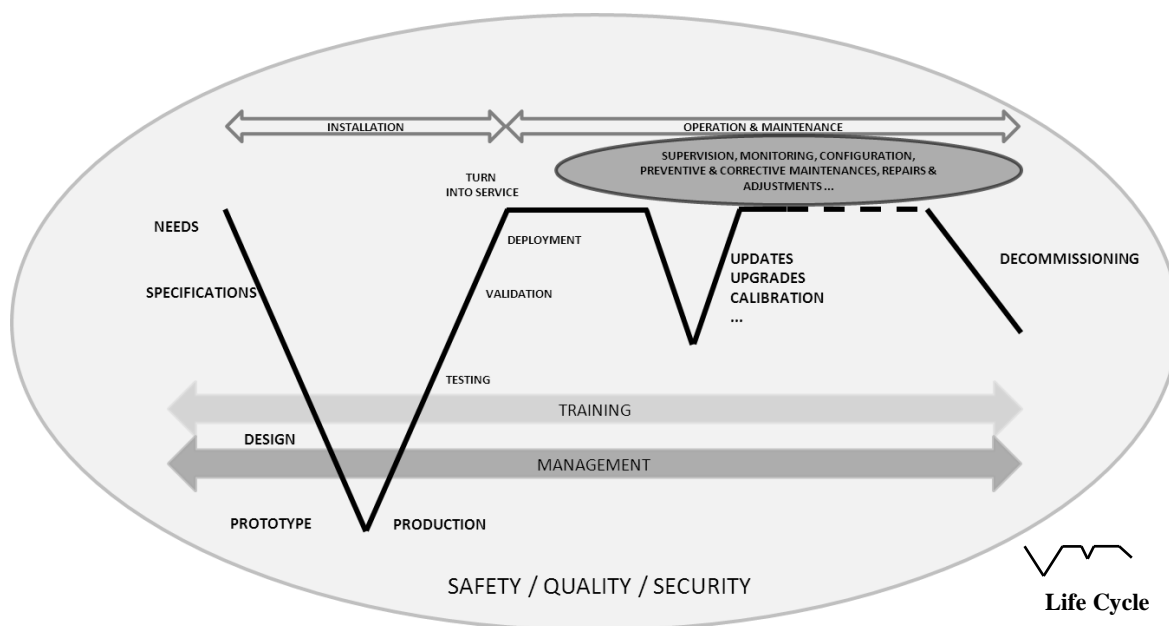 INSTALLATION
OPERATION & MAINTENANCE
SUPERVISION, MONITORING, CONFIGURATION,
PREVENTIVE & CORRECTIVE MAINTENANCES, REPAIRS &
ADJUSTMENTS ...
TURN
INTO SERVICE
NEEDS
DEPLOYMENT
SPECIFICATIONS
VALIDATION
UPDATES
UPGRADES
CALIBRATION
...
DECOMMISSIONING
TESTING
TRAINING
DESIGN
MANAGEMENT
PROTOTYPE
PRODUCTION
SAFETY / QUALITY / SECURITY
Life Cycle